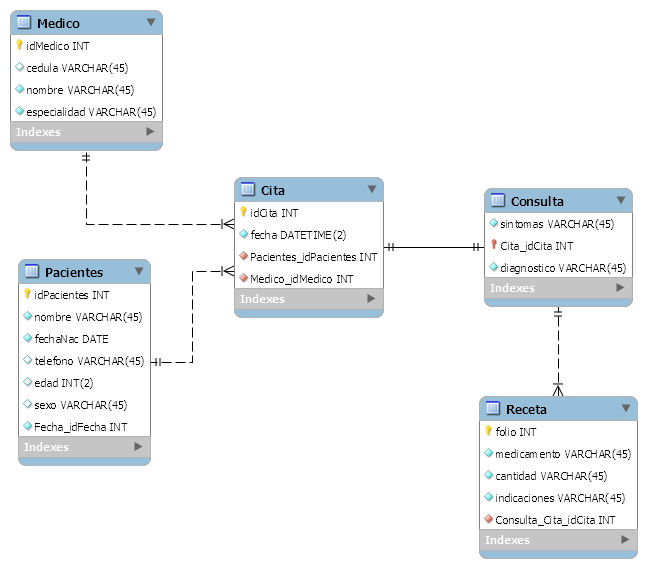 Medico
idMedico INT
cedula VARCHAR(45)
nombre VARCHAR(45)
especialidad VARCHAR(45)
Indexes
Pacientes
idPacientes INT
nombre VARCHAR(45)
fechaNac DATE
telefono VARCHAR(45)
edad INT(2)
sexo VARCHAR(45)
Fecha_idFecha INT
Indexes
Cita
idCita INT
fecha DATETIME(2)
Pacientes_idPacientes INT
Medico_idMedico INT
Indexes
Consulta
sintomas VARCHAR(45)
Cita_idCita INT
diagnostico VARCHAR(45)
Indexes
Receta
folio INT
medicamento VARCHAR(45)
cantidad VARCHAR(45)
indicaciones VARCHAR(45)
Consulta_Cita_idCita INT
Indexes